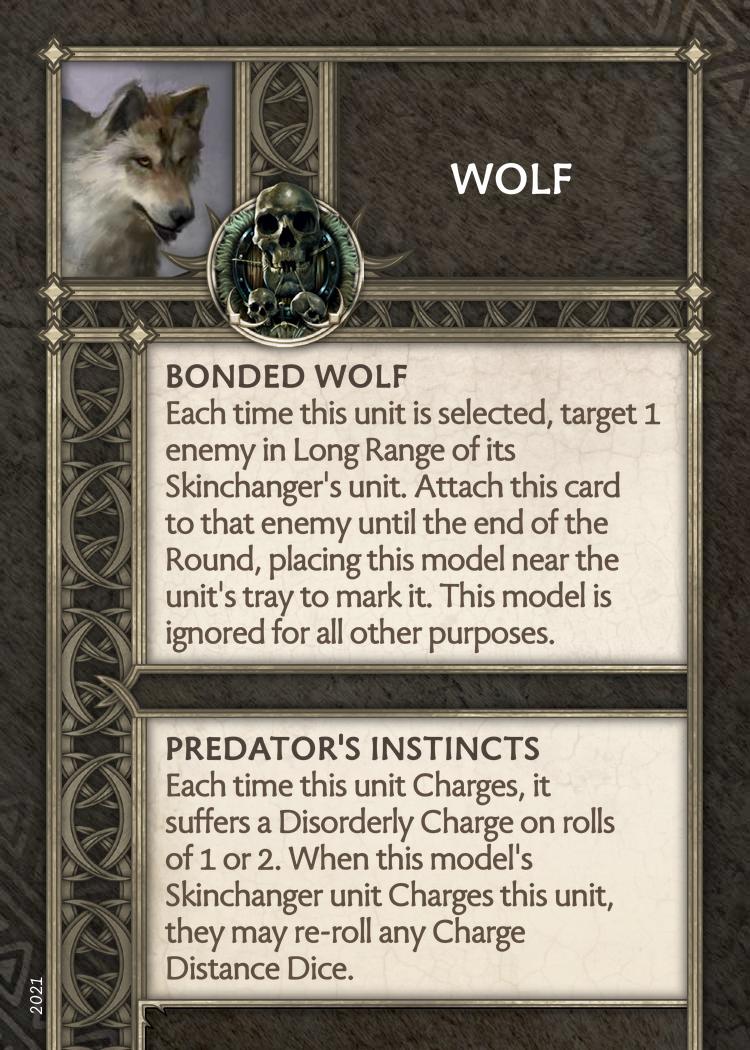 WOLF
BONDED WOLF
Each time this unit is selected, target 1
enemy in Long Range of its
Skinchanger's unit. Attach this card
to that enemy until the end of the
Round, placing this model near the
unit's tray to mark it. This model is
ignored for all other purposes.
PREDATOR'S INSTINCTS
Each time this unit Charges, it
suffers a Disorderly Charge on rolls
of 1 or 2. When this model's
Skinchanger unit Charges this unit,
they may re-roll any Charge
Distance Dice.
2021